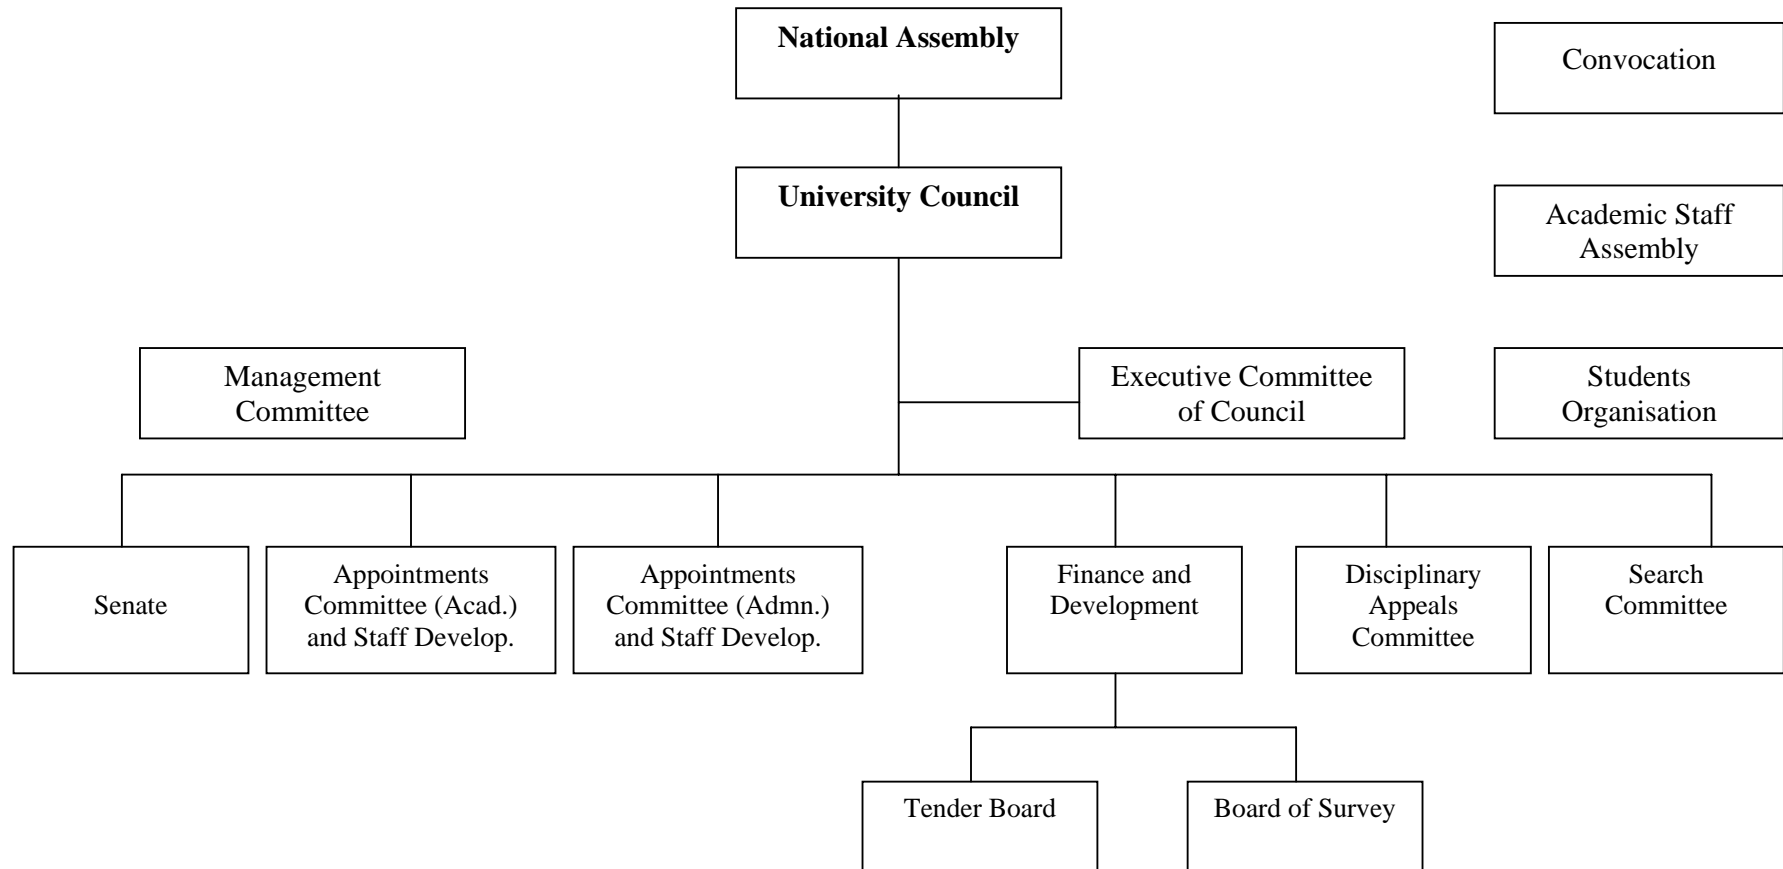 National Assembly
Convocation
University Council
Academic Staff
Assembly
Management
Committee
Executive Committee
of Council
Students
Organisation
Senate
Appointments
Committee (Acad.)
and Staff Develop.
Appointments
Committee (Admn.)
and Staff Develop.
Finance and
Development
Disciplinary
Appeals
Committee
Search
Committee
Tender Board
Board of Survey